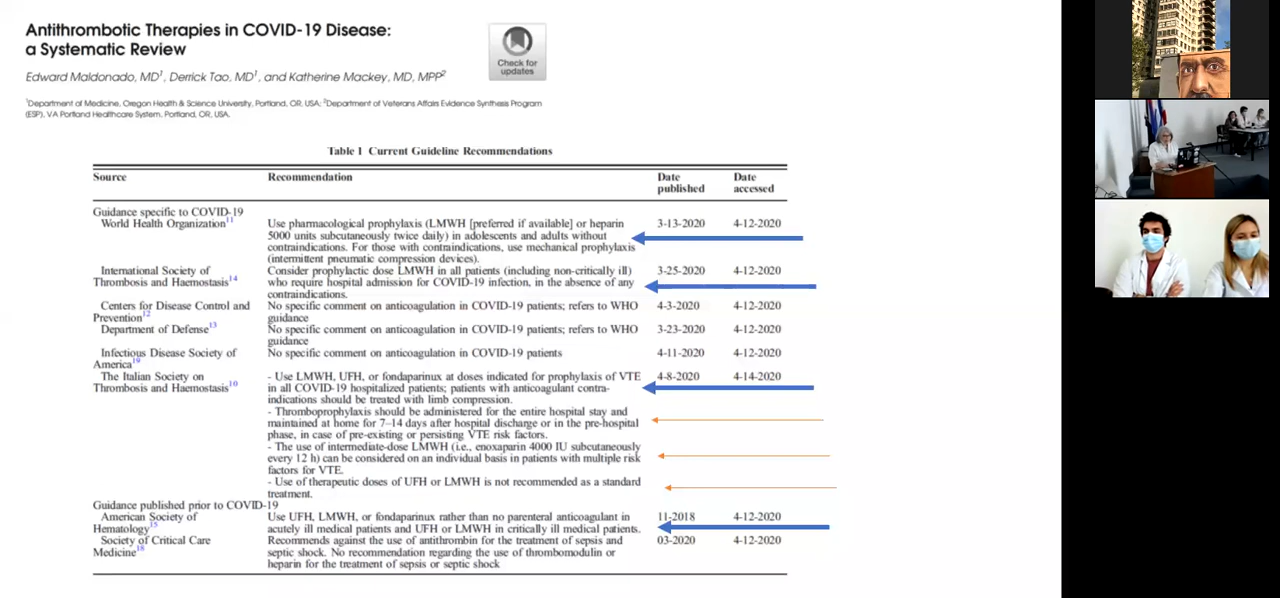 Antithrombotic Therapies in COVID-19 Disease:
a Systematic Review
Check for
updates
Edward Maldonado, MD1, Derrick Tao, MD1, and Katherine Mackey, MD, MPP2
1Department of Medicine, Oregon Health & Science University, Portland, OR, USA; 2Department of Veterans Affairs Evidence Synthesis Program
(ESP), VA Portland Healthcare System, Portland, OR, USA.
Table 1 Current Guideline Recommendations
Source Recommendation Date published Date accessed
Guidance specific to COVID-19
World Health Organization11 Use pharmacological prophylaxis (LMWH [preferred if available] or heparin 3-13-2020 4-12-2020
5000 units subcutaneously twice daily) in adolescents and adults without
contraindications. For those with contraindications, use mechanical prophylaxis
(intermittent pneumatic compression devices).
International Society of Consider prophylactic dose LMWH in all patients (including non-critically ill) 3-25-2020 4-12-2020
Thrombosis and Haemostasis14 who require hospital admission for COVID-19 infection, in the absence of any
contraindications.
Centers for Disease Control and No specific comment on anticoagulation in COVID-19 patients; refers to WHO 4-3-2020 4-12-2020
Prevention12 guidance
Department of Defense13 No specific comment on anticoagulation in COVID-19 patients; refers to WHO 3-23-2020 4-12-2020
guidance
Infectious Disease Society of No specific comment on anticoagulation in COVID-19 patients 4-11-2020 4-12-2020
America
The Italian Society on - Use LMWH, UFH, or fondaparinux at doses indicated for prophylaxis of VTE 4-8-2020 4-14-2020
Thrombosis and Haemostasis10 in all COVID-19 hospitalized patients; patients with anticoagulant contra-
indications should be treated with limb compression.
- Thromboprophylaxis should be administered for the entire hospital stay and
maintained at home for 7–14 days after hospital discharge or in the pre-hospital
phase, in case of pre-existing or persisting VTE risk factors.
- The use of intermediate-dose LMWH (i.e., enoxaparin 4000 IU subcutaneously
every 12 h) can be considered on an individual basis in patients with multiple risk
factors for VTE.
- Use of therapeutic doses of UFH or LMWH is not recommended as a standard
treatment.
Guidance published prior to COVID-19
American Society of Use UFH, LMWH, or fondaparinux rather than no parenteral anticoagulant in 11-2018 4-12-2020
Hematology15 acutely ill medical patients and UFH or LMWH in critically ill medical patients.
Society of Critical Care Recommends against the use of antithrombin for the treatment of sepsis and 03-2020 4-12-2020
Medicine18 septic shock. No recommendation regarding the use of thrombomodulin or
heparin for the treatment of sepsis or septic shock